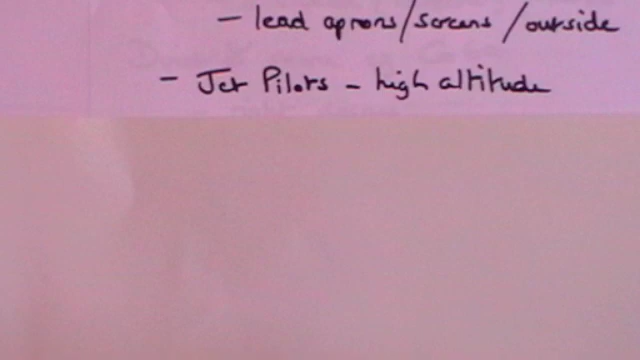 – lead aprons/screens/outside
– Jet Pilots – high altitude